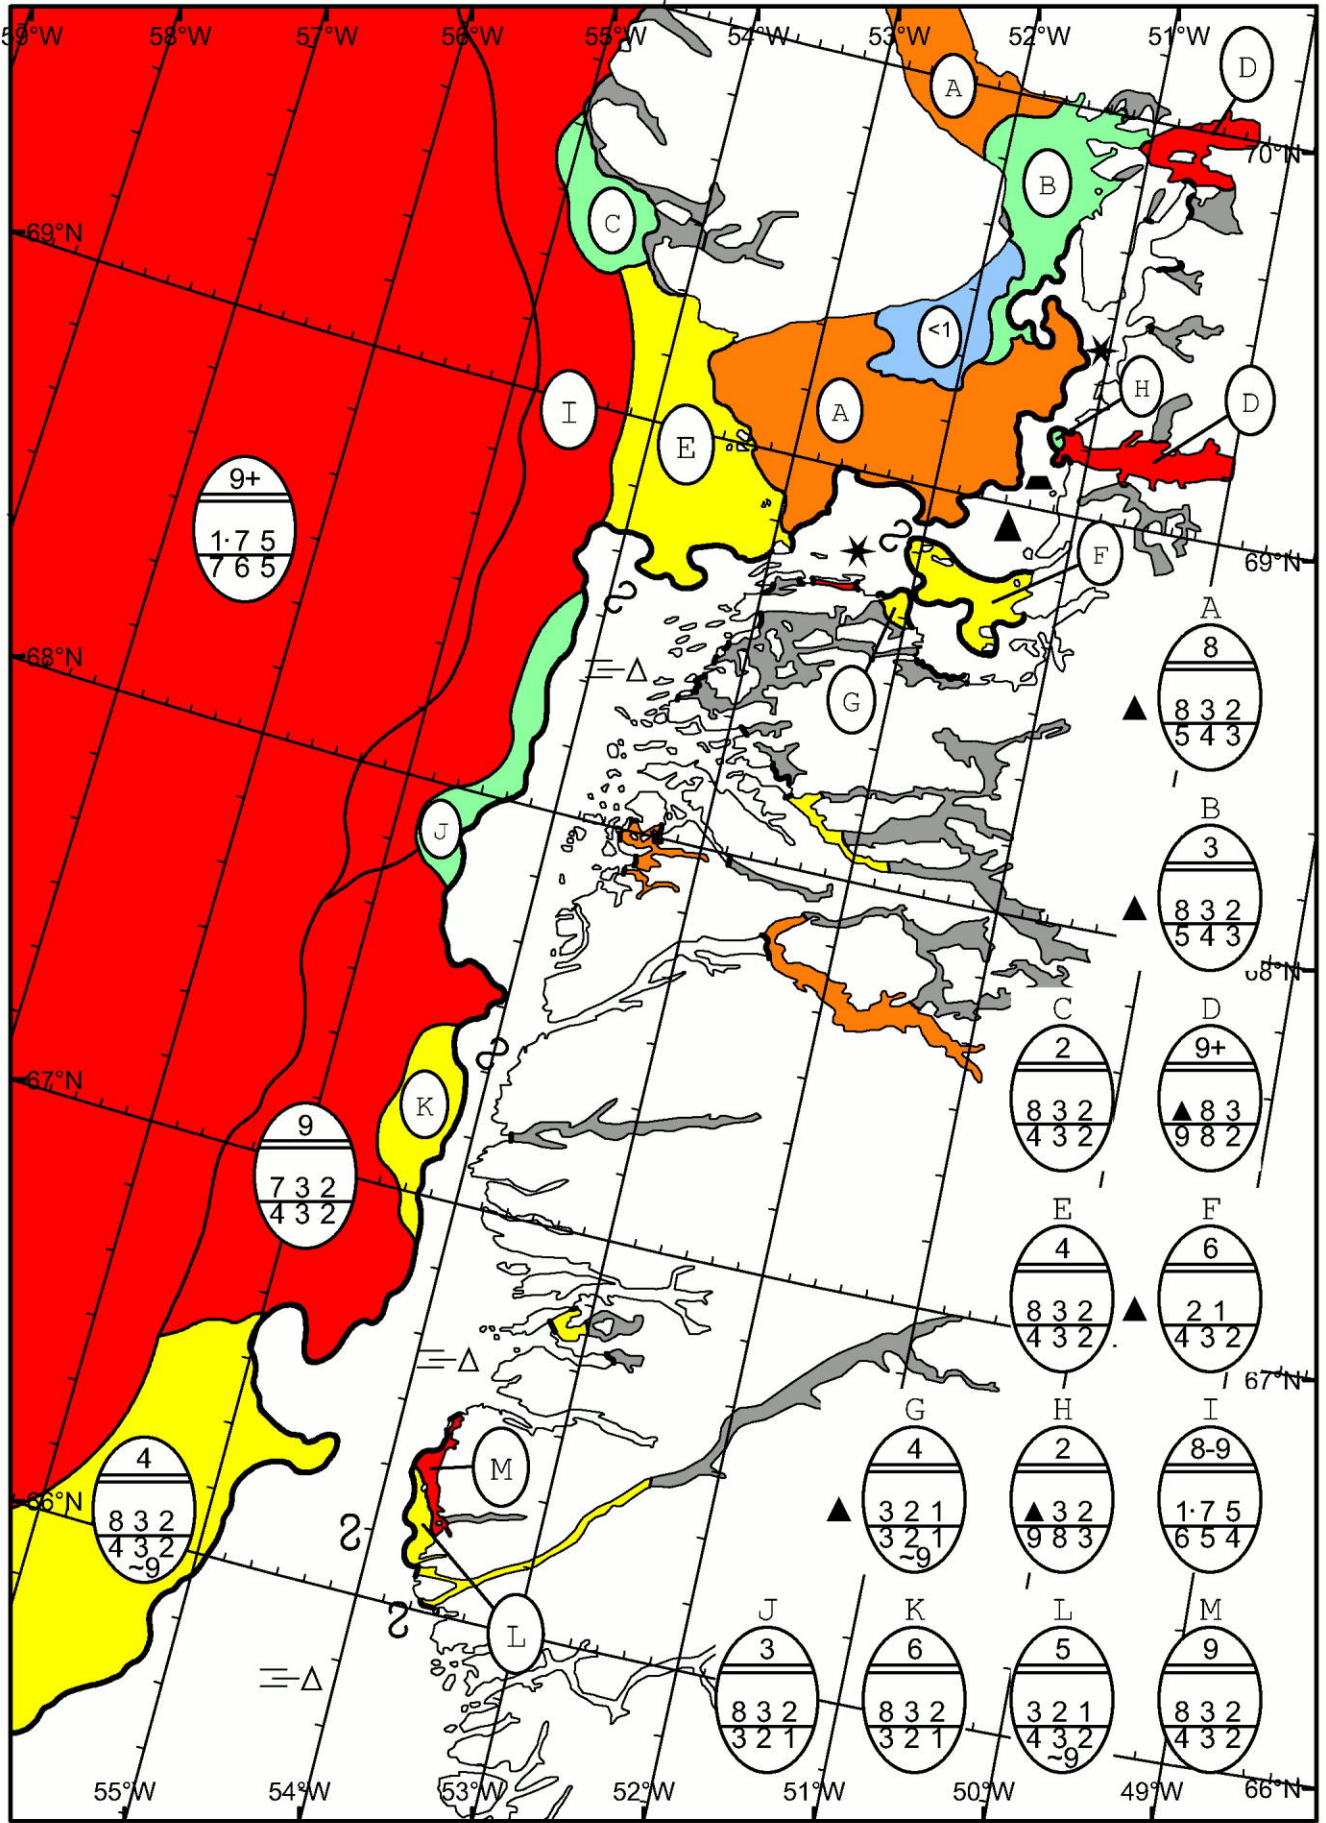 59°W 58°W 57°W 56°W 55°W 54°W 53°W 52°W 51°W
D
A
70°N
B
C
69°N
<1
H
I
A
D
E
9+
1·7 5
7 6 5
F
69°N
A
8
8 3 2
5 4 3
68°N
G
B
3
8 3 2
5 4 3
J
68°N
C D
2 9+
8 3 2 ▲8 3
4 3 2 9 8 2
67°N
K
9
7 3 2
4 3 2
E F
4 6
8 3 2 2 1
4 3 2 4 3 2
67°N
G H I
4 2 8-9
3 2 1 ▲3 2 1·7 5
3 2 1 9 8 3 6 5 4
~9
M
4
8 3 2
4 3 2
~9
66°N
L
J K L M
3 6 5 9
8 3 2 8 3 2 3 2 1 8 3 2
3 2 1 3 2 1 4 3 2 4 3 2
~9
55°W 54°W 53°W 52°W 51°W 50°W 49°W 66°N